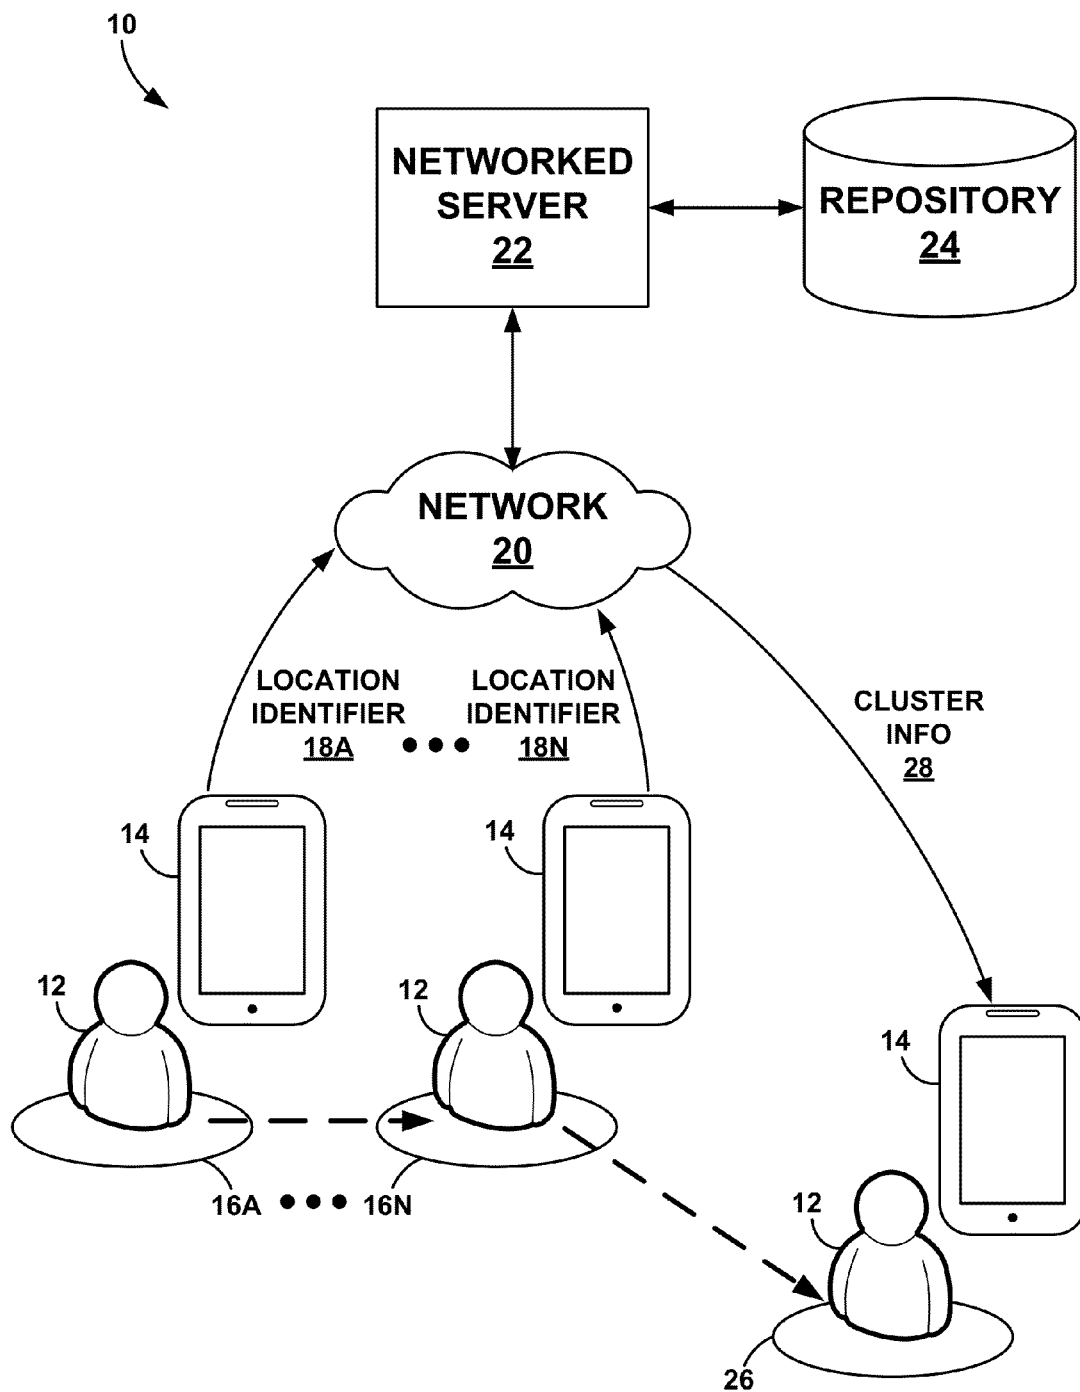 10
NETWORKED
SERVER
22
REPOSITORY
24
NETWORK
20
LOCATION
IDENTIFIER
18A
LOCATION
IDENTIFIER
18N
CLUSTER
INFO
28
14
14
12
12
14
16A
16N
12
26